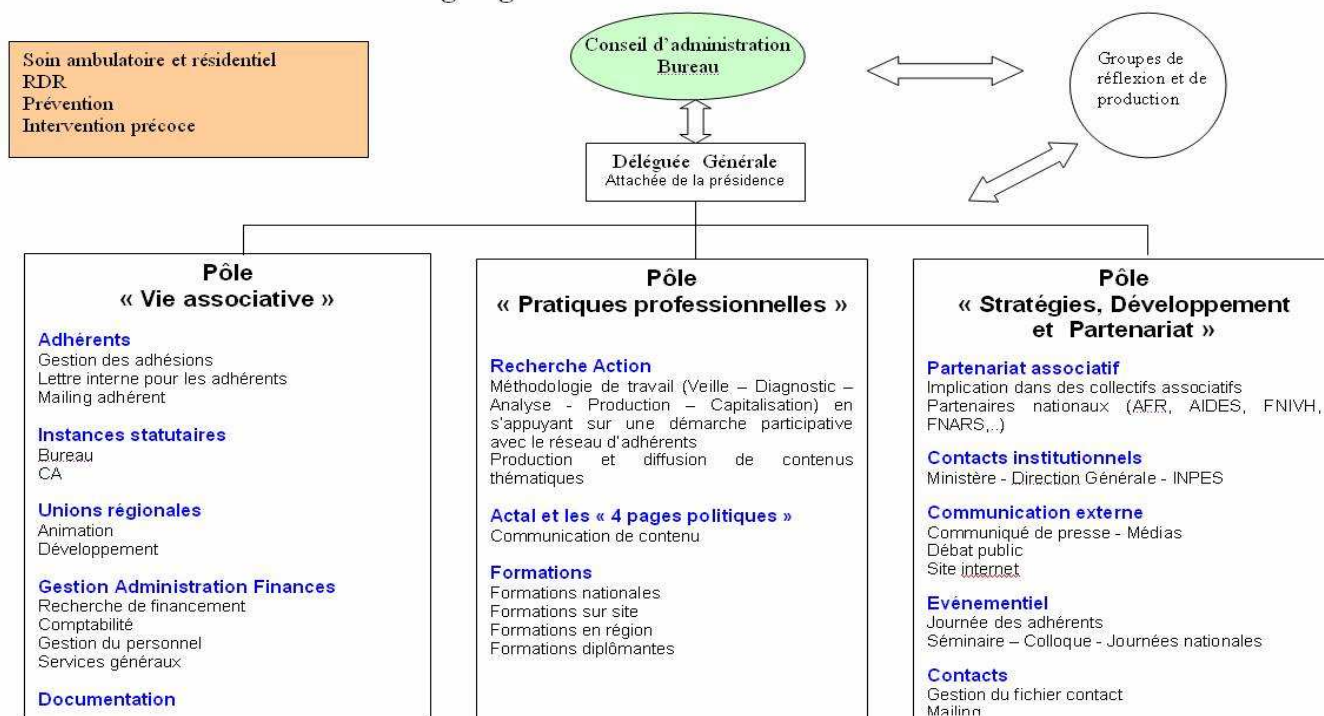 Soin ambulatoire et résidentiel
RDR
Prévention
Intervention précoce
Conseil d'administration
Bureau
Groupes de
réflexion et de
production
Déléguée Générale
Attachée de la présidence
Pôle
« Vie associative »
Adhérents
Gestion des adhésions
Lettre interne pour les adhérents
Mailing adhérent
Instances statutaires
Bureau
CA
Unions régionales
Animation
Développement
Gestion Administration Finances
Recherche de financement
Comptabilité
Gestion du personnel
Services généraux
Documentation
Pôle
« Pratiques professionnelles »
Recherche Action
Méthodologie de travail (Veille – Diagnostic –
Analyse - Production – Capitalisation) en
s'appuyant sur une démarche participative
avec le réseau d'adhérents
Production et diffusion de contenus
thématiques
Actal et les « 4 pages politiques »
Communication de contenu
Formations
Formations nationales
Formations sur site
Formations en région
Formations diplômantes
Pôle
« Stratégies, Développement
et Partenariat »
Partenariat associatif
Implication dans des collectifs associatifs
Partenaires nationaux (AFR, AIDES, FNIVH,
FNARS,..)
Contacts institutionnels
Ministère - Direction Générale - INPES
Communication externe
Communiqué de presse - Médias
Débat public
Site internet
Evénementiel
Journée des adhérents
Séminaire – Colloque - Journées nationales
Contacts
Gestion du fichier contact
Mailing